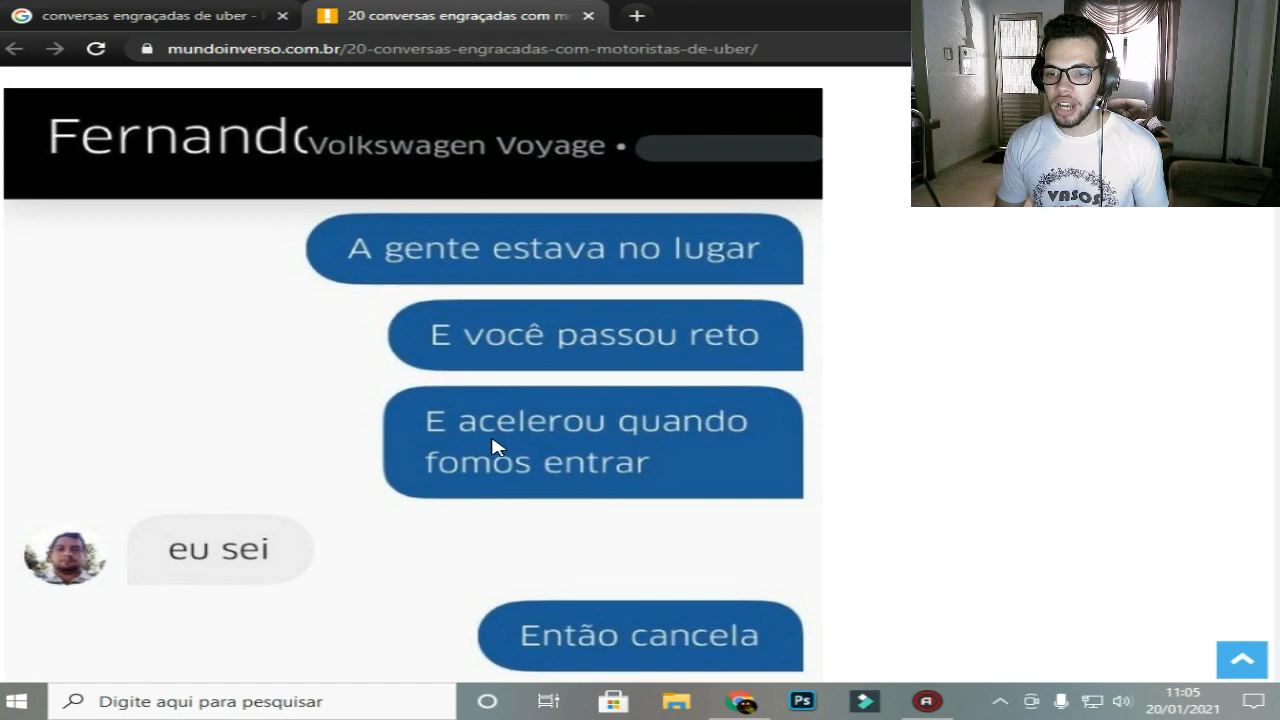 conversas engraçadas de uber -
20 conversas engraçadas com m
mundoinverso.com.br/20-conversas-engracadas-com-motoristas-de-uber/
Fernando Volkswagen Voyage •
A gente estava no lugar
E você passou reto
E acelerou quando
fomos entrar
eu sei
Então cancela
VASOS
Digite aqui para pesquisar
Ps
11:05
20/01/2021